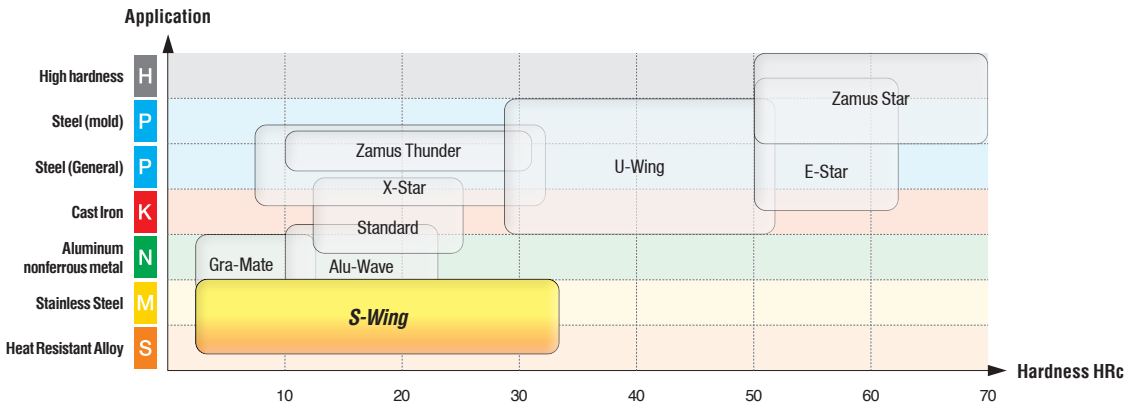 Application
High hardness H
Steel (mold) P
Steel (General) P
Cast Iron K
Aluminum
nonferrous metal N
Stainless Steel M
Heat Resistant Alloy S
Zamus Star
Zamus Thunder
U-Wing
E-Star
X-Star
Standard
Gra-Mate
Alu-Wave
S-Wing
Hardness HRc
10 20 30 40 50 60 70